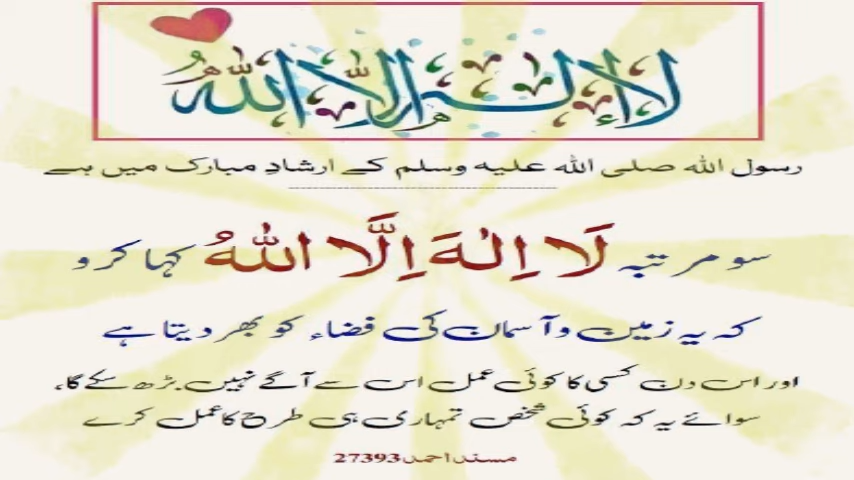 لا إله إلا الله
رسول اللہ صلی اللہ علیہ وسلم کے ارشادِ مبارک میں ہے
سو مرتبہ لَا اِلٰهَ اِلَّا اللهُ کہا کرو
کہ یہ زمین و آسمان کی فضاء کو بھر دیتا ہے
اور اس دن کسی کا کوئی عمل اس سے آگے نہیں بڑھ سکے گا،
سوائے یہ کہ کوئی شخص تمہاری ہی طرح کا عمل کرے
مسند احمد 27393